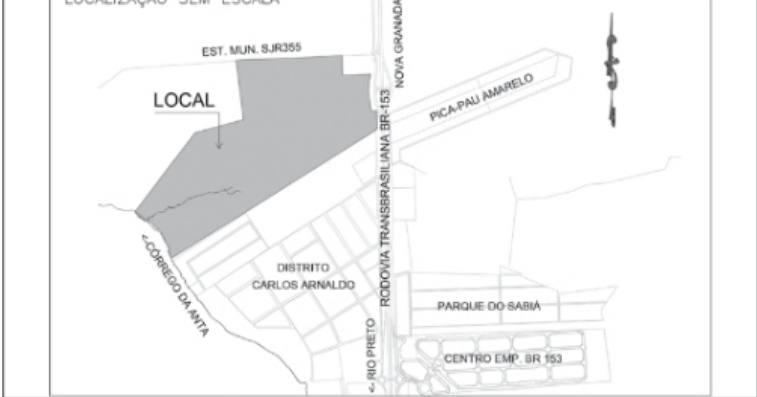 LOCALIZAÇÃO SEM ESCALA
EST. MUN. SJR355
NOVA GRANADA
LOCAL
PICA-PAU AMARELO
RODOVIA TRANSBRASILIANA BR-153
<-CÓRREGO DA ANTA
DISTRITO
CARLOS ARNALDO
PARQUE DO SABIÁ
<- RIO PRETO
CENTRO EMP. BR 153